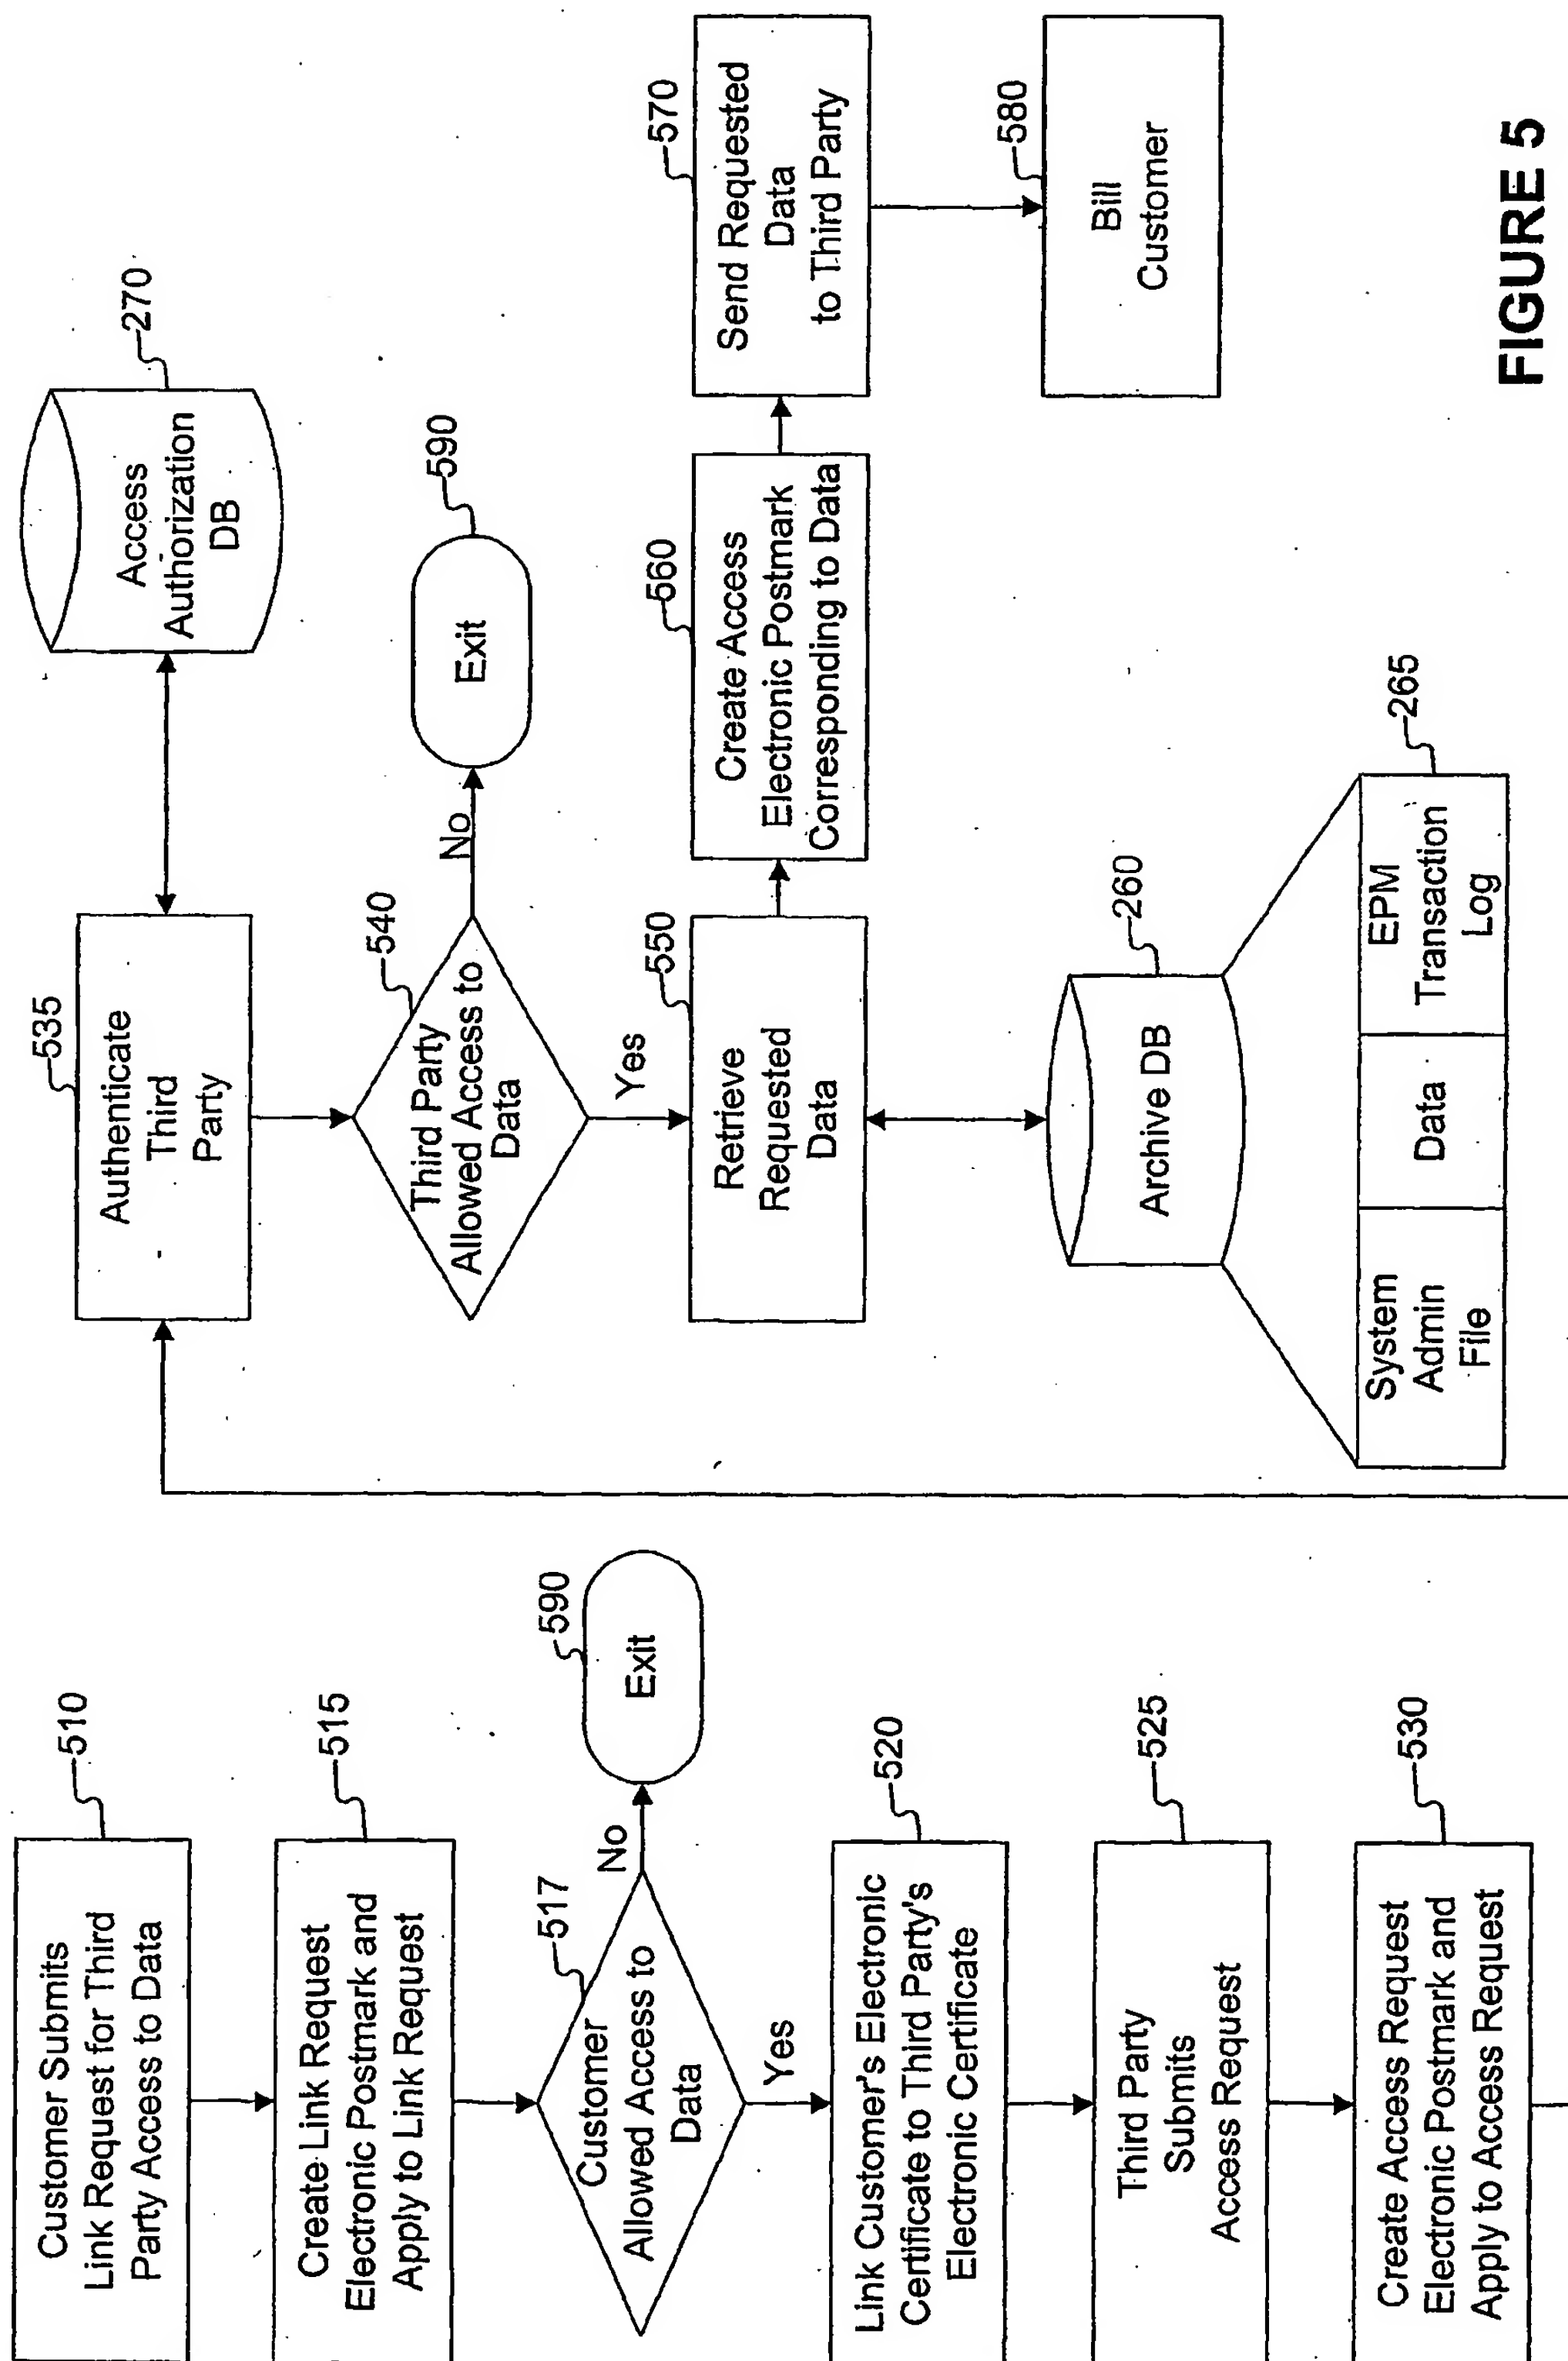 Customer Submits
Link Request for Third
Party Access to Data
510
Create Link Request
Electronic Postmark and
Apply to Link Request
515
Customer
Allowed Access to
Data
517
No
Exit
590
Yes
Link Customer's Electronic
Certificate to Third Party's
Electronic Certificate
520
Third Party
Submits
Access Request
525
Create Access Request
Electronic Postmark and
Apply to Access Request
530
Authenticate
Third
Party
535
Access
Authorization
DB
270
Third Party
Allowed Access to
Data
540
No
Exit
590
Yes
Retrieve
Requested
Data
550
Create Access
Electronic Postmark
Corresponding to Data
560
Send Requested
Data
to Third Party
570
Bill
Customer
580
Archive DB
260
System
Admin
File
Data
EPM
Transaction
Log
265
FIGURE 5